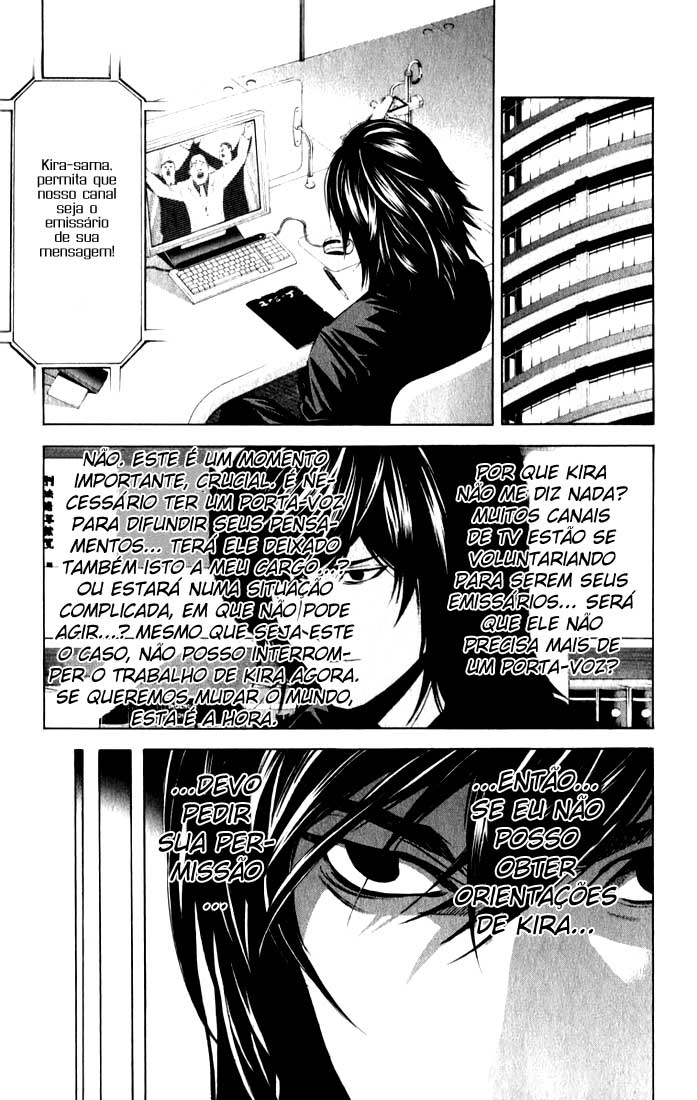 Kira-sama,
permita que
nosso canal
seja o
emissário
de sua
mensagem!
POR QUE KIRA
NÃO ME DIZ NADA?
MUITOS CANAIS
DE TV ESTÃO SE
VOLUNTARIANDO
PARA SEREM SEUS
EMISSÁRIOS... SERÁ
QUE ELE NÃO
PRECISA MAIS DE
UM PORTA-VOZ?
NÃO. ESTE É UM MOMENTO
IMPORTANTE, CRUCIAL. É NE-
CESSÁRIO TER UM PORTA-VOZ
PARA DIFUNDIR SEUS PENSA-
MENTOS... TERÁ ELE DEIXADO
TAMBÉM ISTO A MEU CARGO...?
OU ESTARÁ NUMA SITUAÇÃO
COMPLICADA, EM QUE NÃO PODE
AGIR...? MESMO QUE SEJA ESTE
O CASO, NÃO POSSO INTERROM-
PER O TRABALHO DE KIRA AGORA.
SE QUEREMOS MUDAR O MUNDO,
ESTA É A HORA.
...ENTÃO...
SE EU NÃO
POSSO
OBTER
ORIENTAÇÕES
DE KIRA...
...DEVO
PEDIR
SUA PER-
MISSÃO
...